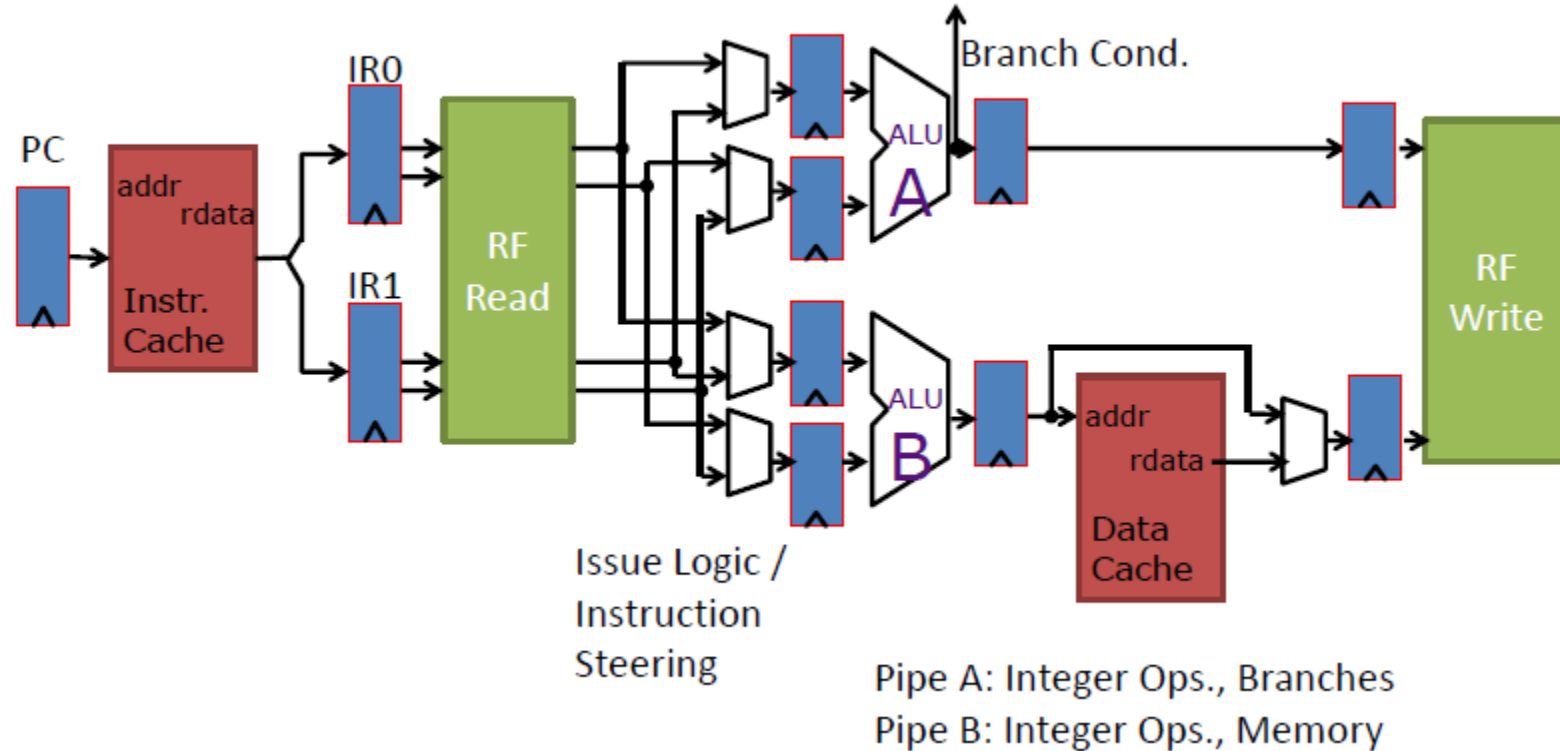 Branch Cond.
IR0
PC
addr
rdata
Instr.
Cache
IR1
RF
Read
ALU
A
ALU
B
RF
Write
addr
rdata
Data
Cache
Issue Logic /
Instruction
Steering
Pipe A: Integer Ops., Branches
Pipe B: Integer Ops., Memory